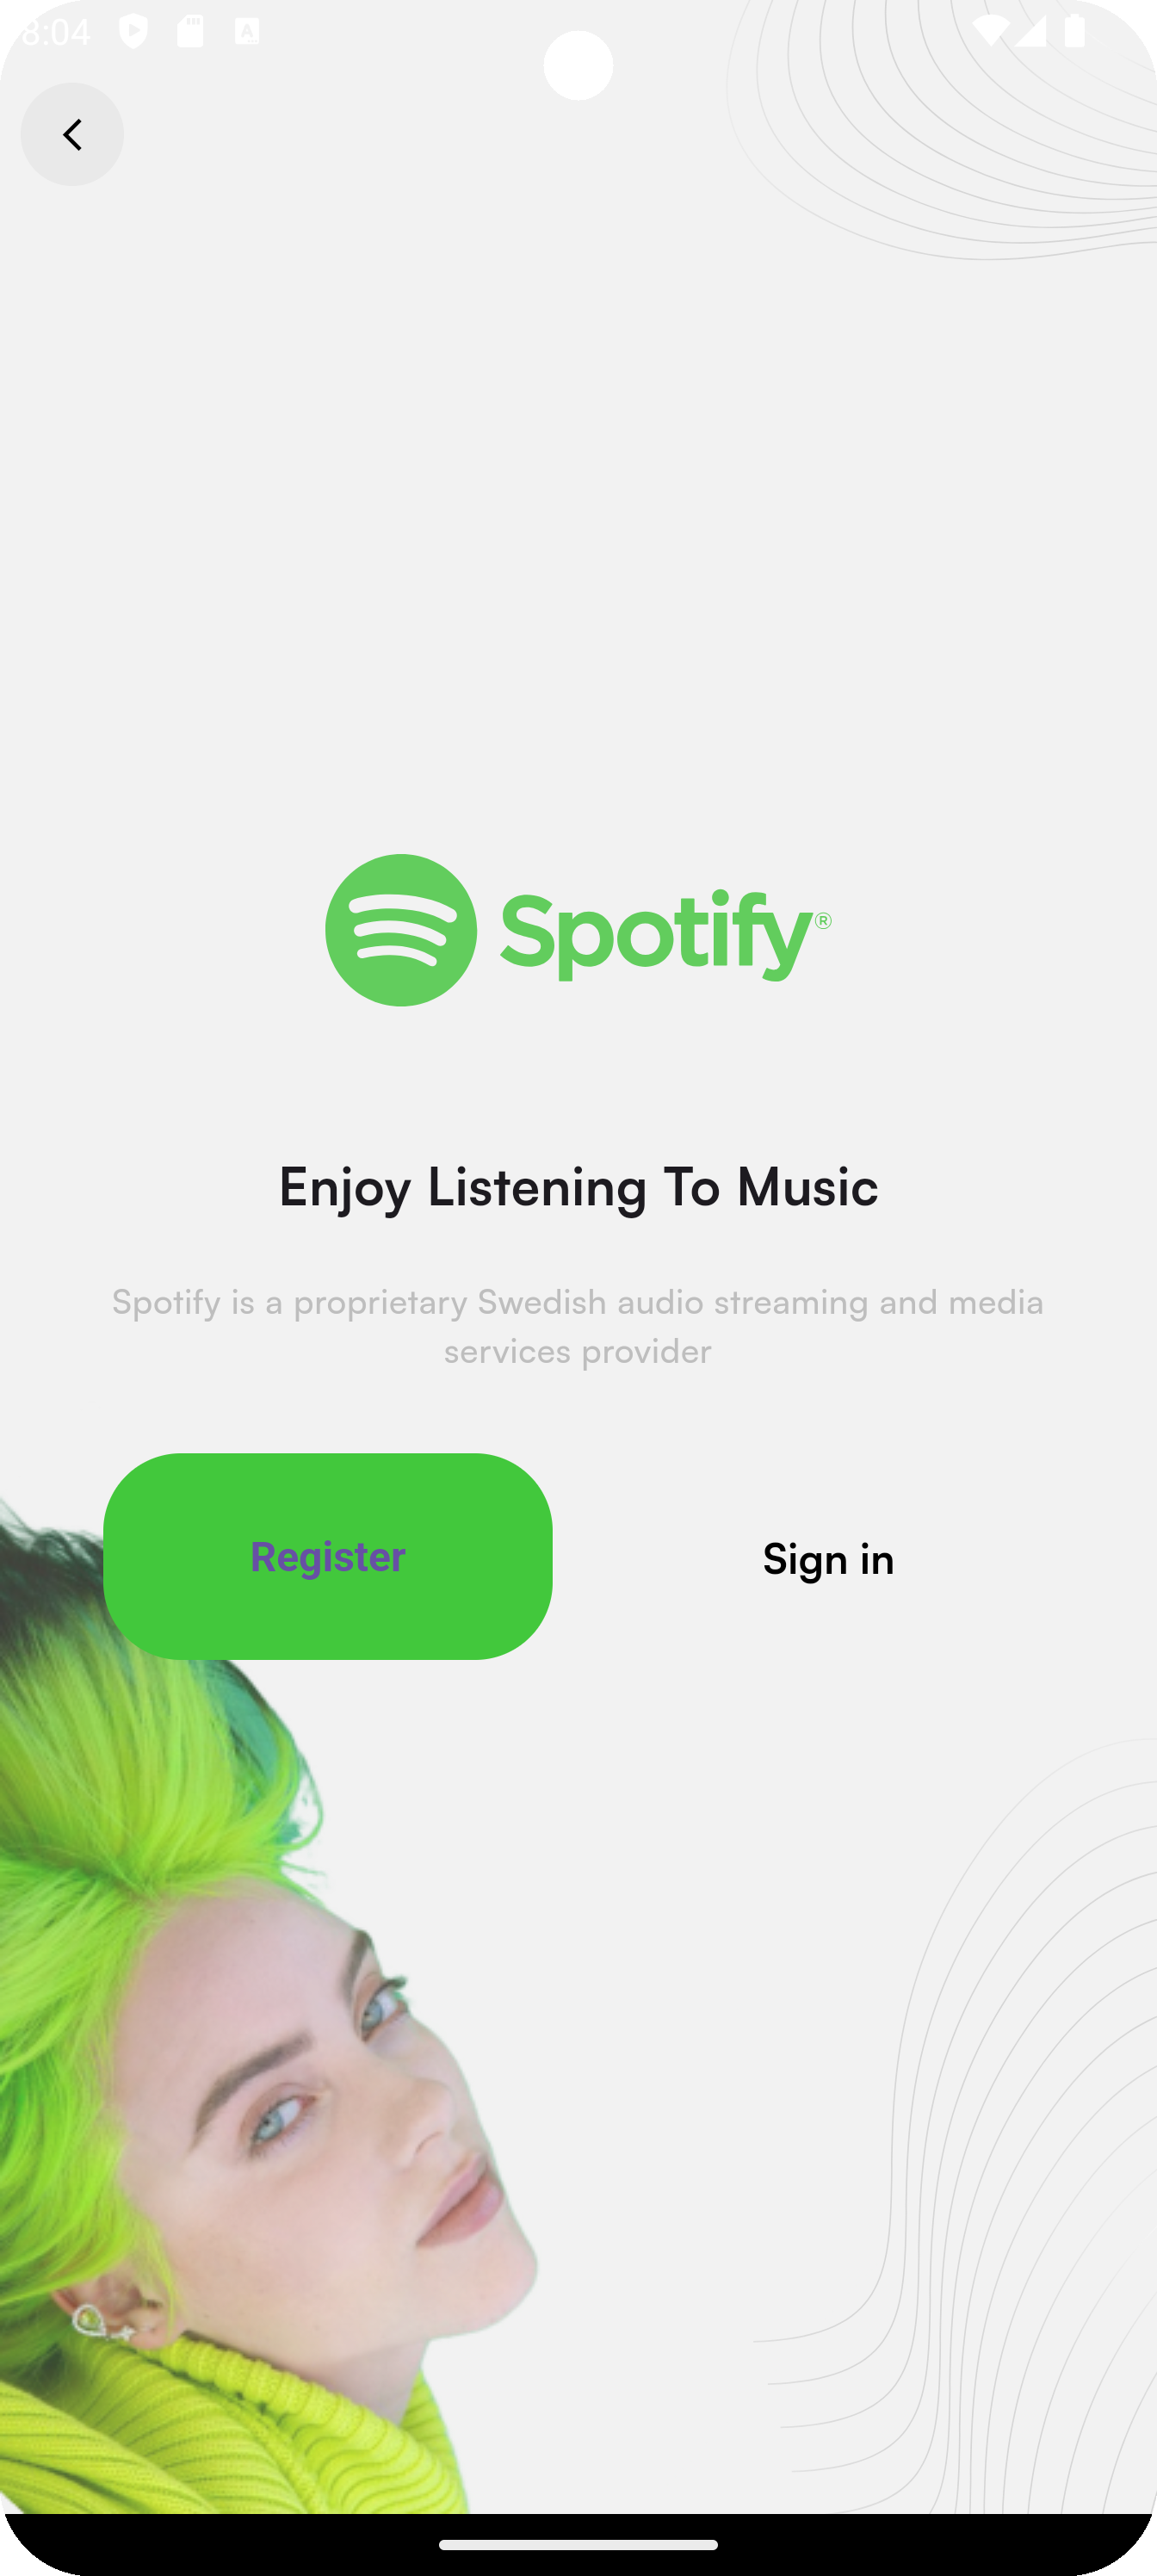 8:04
Spotify®
Enjoy Listening To Music
Spotify is a proprietary Swedish audio streaming and media
services provider
Register
Sign in